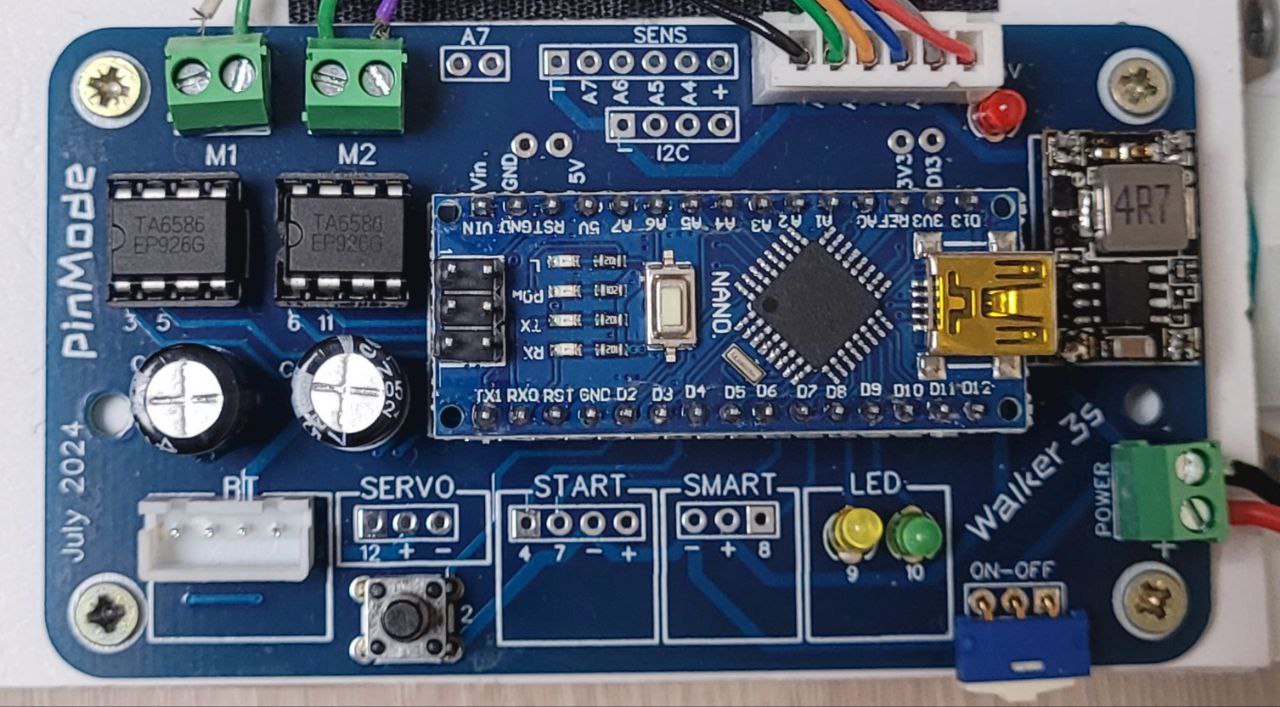 A7
SENS
A7
A6
A5
A4
+
I2C
M1
M2
Vin
GND
5V
3V3
D13
PinMode
TA6586
EP926G
TA6586
EP926G
3 5
6 11
4R7
VIN GND RST 5V A7 A6 A5 A4 A3 A2 A1 A0 REF 3V3 D13
L
POW
TX
RX
NANO
TX1 RX0 RST GND D2 D3 D4 D5 D6 D7 D8 D9 D10 D11 D12
July 2024
BT
SERVO
12 + -
2
START
4 7 - +
SMART
- + 8
LED
9 10
Walker 3s
POWER
+
ON-OFF